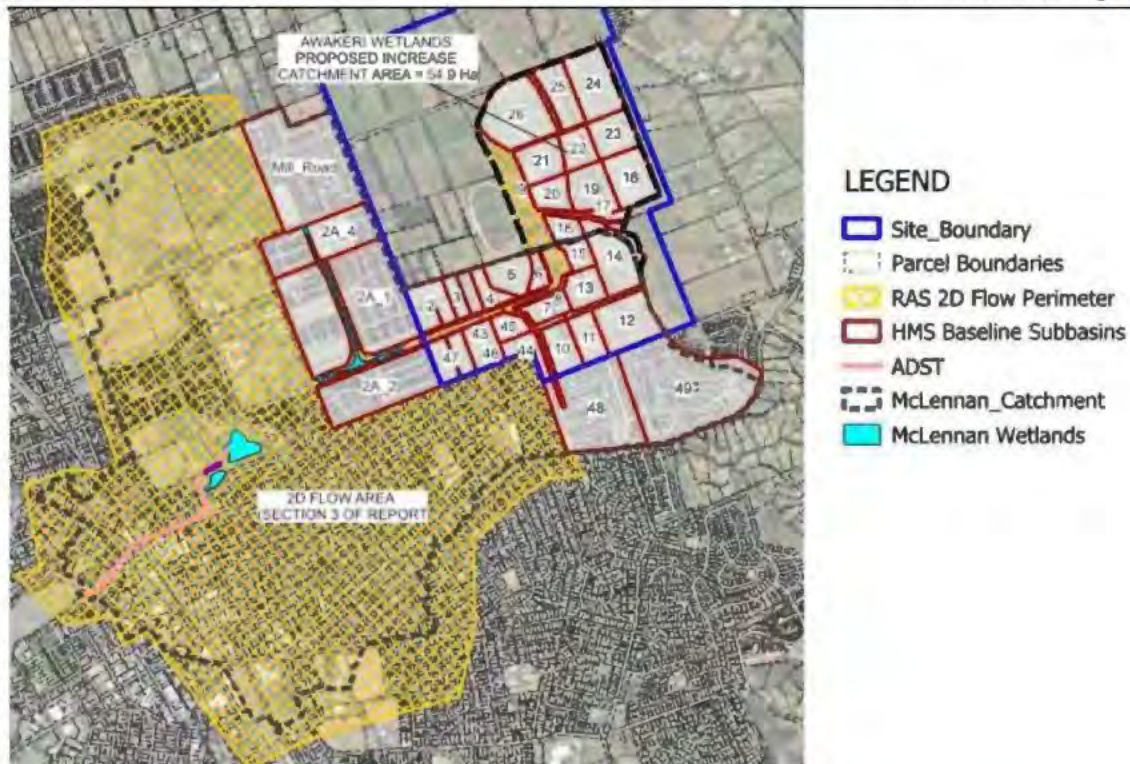 AWAKERI WETLANDS
PROPOSED INCREASE
CATCHMENT AREA = 54.9 Ha
25
24
26
23
22
21
18
9
20
19
17
16
15
14
Mill_Road
2A_4
2A_1
2A_2
2
3
4
5
6
7
8
13
12
11
10
43
45
44
46
47
48
49
2D FLOW AREA
(SECTION 3 OF REPORT
LEGEND
Site_Boundary
Parcel Boundaries
RAS 2D Flow Perimeter
HMS Baseline Subbasins
ADST
McLennan_Catchment
McLennan Wetlands